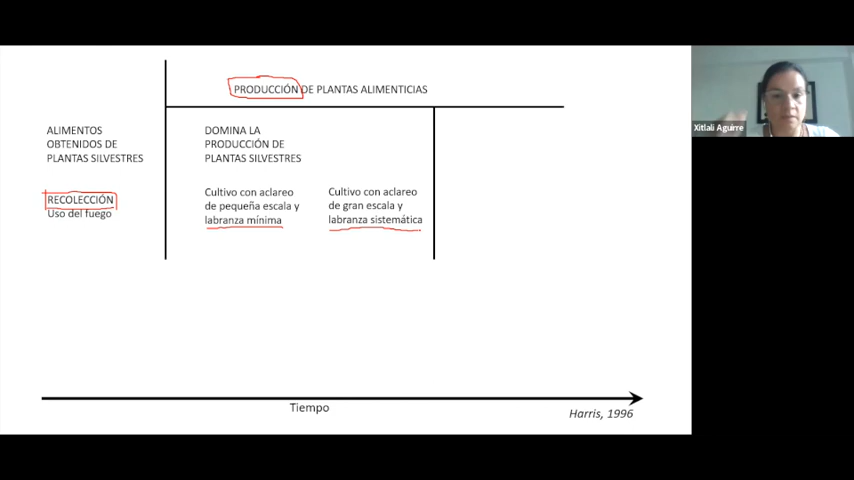 PRODUCCIÓN DE PLANTAS ALIMENTICIAS
ALIMENTOS
OBTENIDOS DE
PLANTAS SILVESTRES
DOMINA LA
PRODUCCIÓN DE
PLANTAS SILVESTRES
RECOLECCIÓN
Uso del fuego
Cultivo con aclareo
de pequeña escala y
labranza mínima
Cultivo con aclareo
de gran escala y
labranza sistemática
Tiempo
Harris, 1996
Xitlali Aguirre